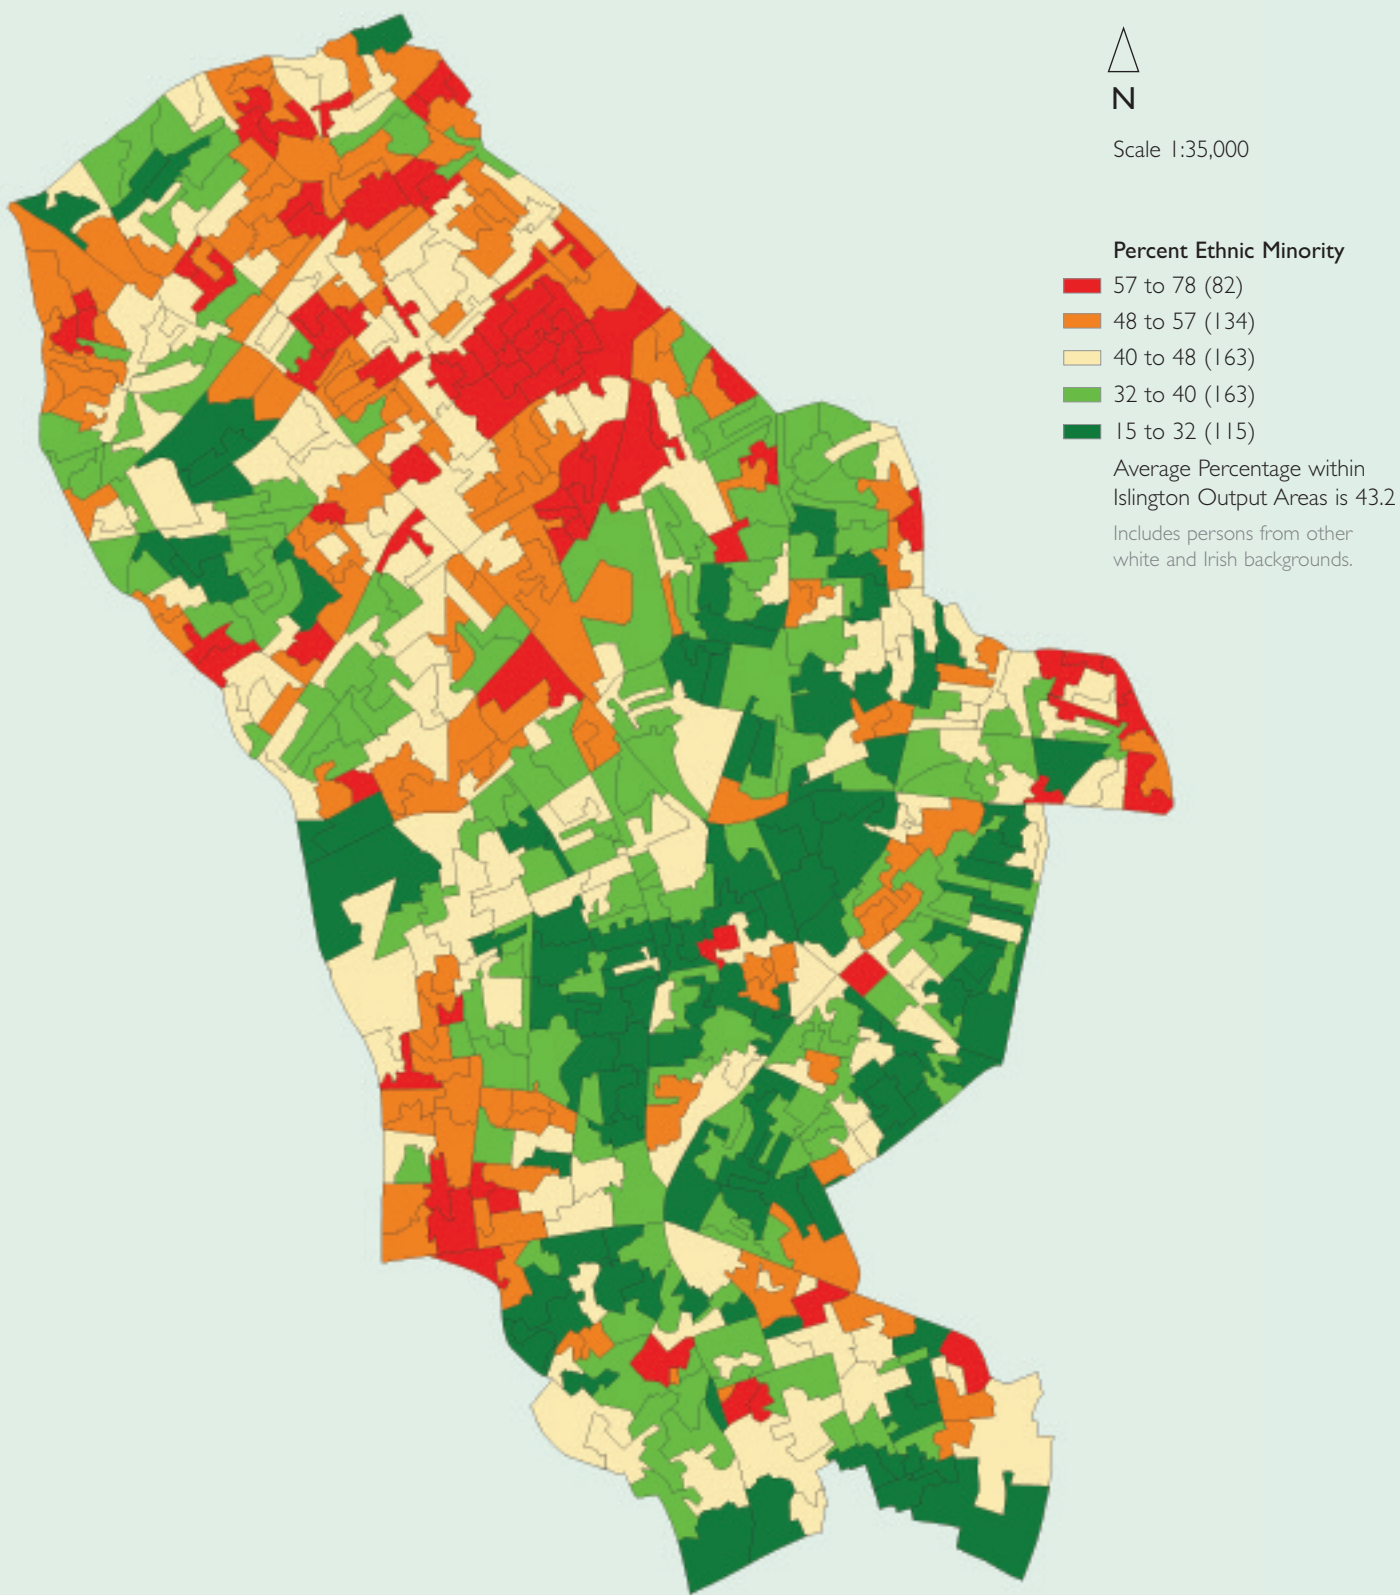 N
Scale 1:35,000
Percent Ethnic Minority
57 to 78 (82)
48 to 57 (134)
40 to 48 (163)
32 to 40 (163)
15 to 32 (115)
Average Percentage within
Islington Output Areas is 43.2
Includes persons from other
white and Irish backgrounds.